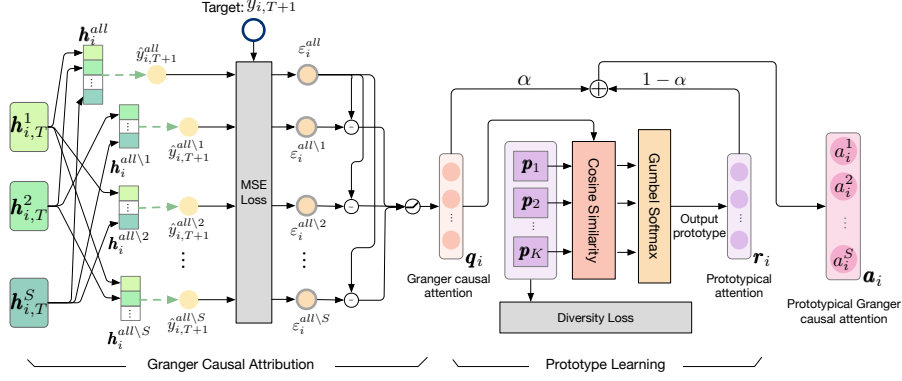 Target: y_{i,T+1}
h_i^{all}
ŷ_{i,T+1}^{all}
ε_i^{all}
α
1 − α
h_{i,T}^1
h_i^{all\1}
ŷ_{i,T+1}^{all\1}
ε_i^{all\1}
h_{i,T}^2
h_i^{all\2}
ŷ_{i,T+1}^{all\2}
ε_i^{all\2}
h_{i,T}^S
h_i^{all\S}
ŷ_{i,T+1}^{all\S}
ε_i^{all\S}
MSE
Loss
q_i
Granger causal
attention
p_1
p_2
p_K
Cosine Similarity
Gumbel Softmax
Output
prototype
Diversity Loss
r_i
Prototypical
attention
a_i^1
a_i^2
a_i^S
a_i
Prototypical Granger
causal attention
Granger Causal Attribution
Prototype Learning